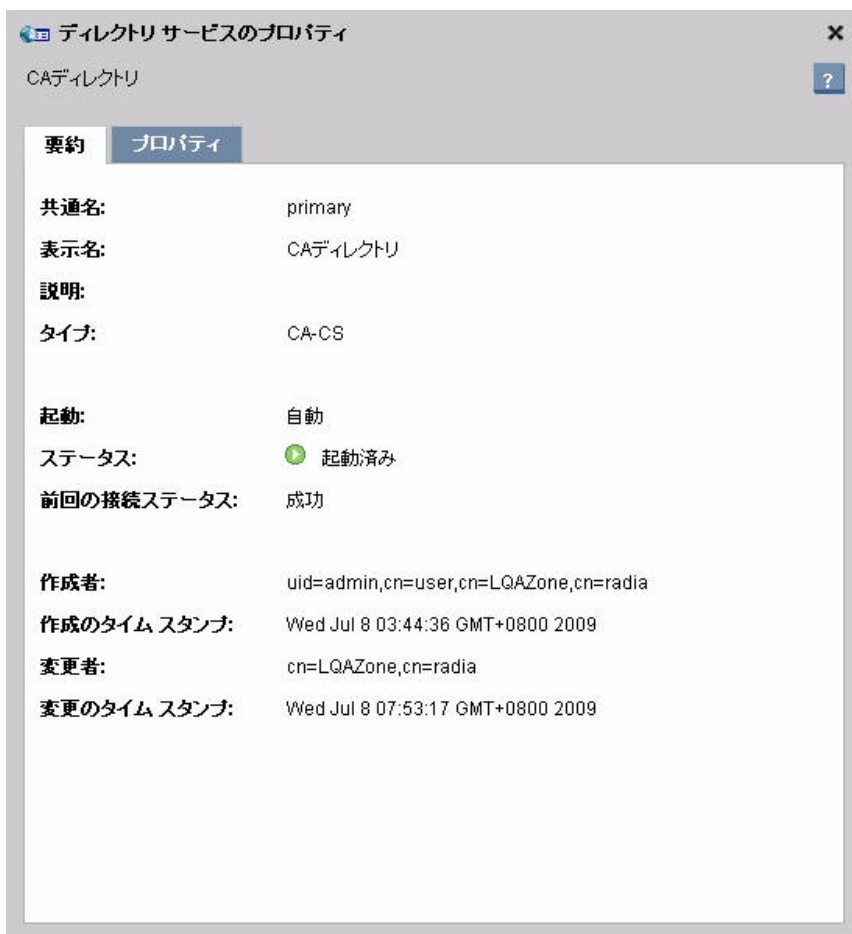 ディレクトリ サービスのプロパティ
CAディレクトリ
?
要約 プロパティ
共通名: primary
表示名: CAディレクトリ
説明:
タイプ: CA-CS
起動: 自動
ステータス: 起動済み
前回の接続ステータス: 成功
作成者: uid=admin,cn=user,cn=LQAZone,cn=radia
作成のタイム スタンプ: Wed Jul 8 03:44:36 GMT+0800 2009
変更者: cn=LQAZone,cn=radia
変更のタイム スタンプ: Wed Jul 8 07:53:17 GMT+0800 2009